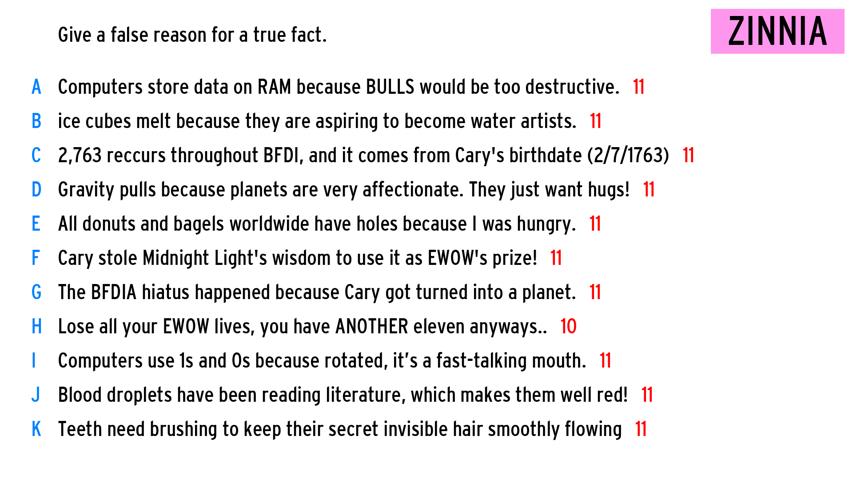 Give a false reason for a true fact.
ZINNIA
A Computers store data on RAM because BULLS would be too destructive. 11
B ice cubes melt because they are aspiring to become water artists. 11
C 2,763 reccurs throughout BFDI, and it comes from Cary's birthdate (2/7/1763) 11
D Gravity pulls because planets are very affectionate. They just want hugs! 11
E All donuts and bagels worldwide have holes because I was hungry. 11
F Cary stole Midnight Light's wisdom to use it as EWOW's prize! 11
G The BFDIA hiatus happened because Cary got turned into a planet. 11
H Lose all your EWOW lives, you have ANOTHER eleven anyways.. 10
I Computers use 1s and 0s because rotated, it’s a fast-talking mouth. 11
J Blood droplets have been reading literature, which makes them well red! 11
K Teeth need brushing to keep their secret invisible hair smoothly flowing 11